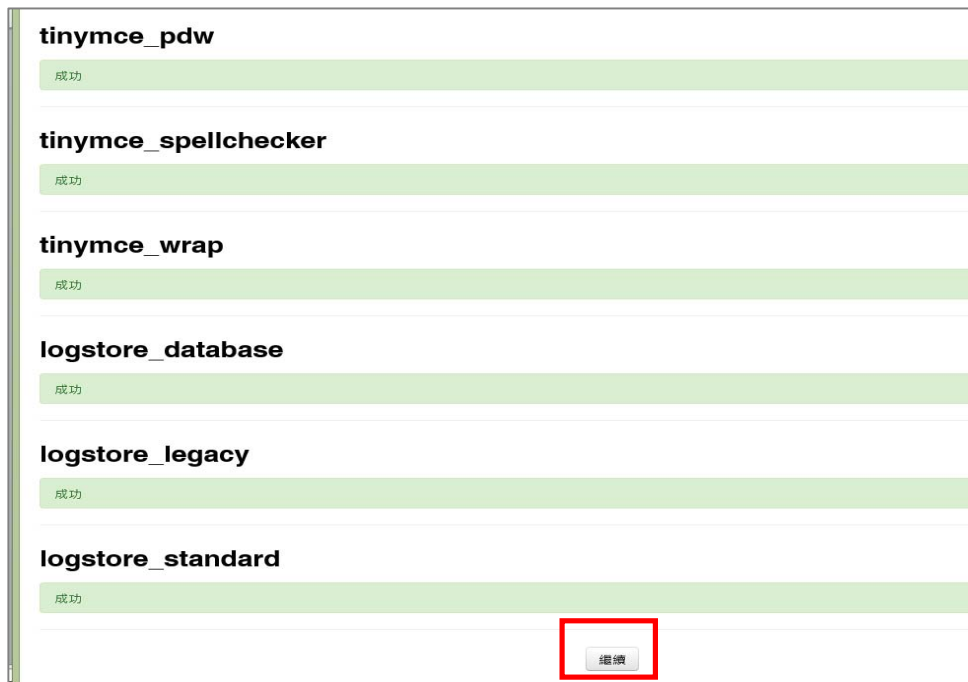 tinymce_pdw
成功
tinymce_spellchecker
成功
tinymce_wrap
成功
logstore_database
成功
logstore_legacy
成功
logstore_standard
成功
繼續